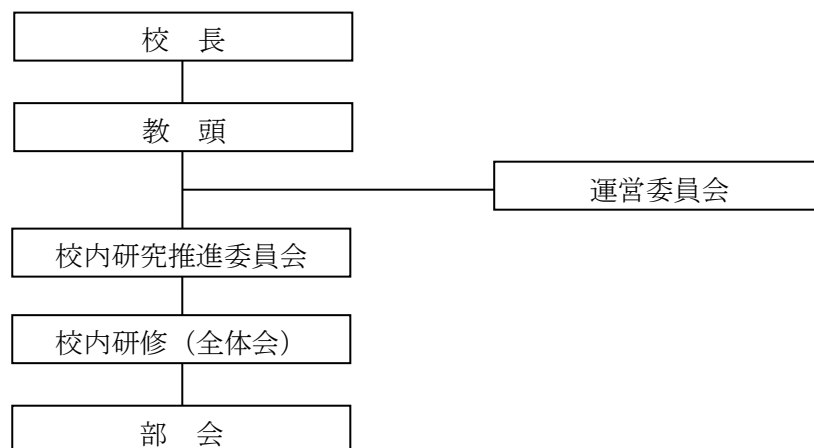 校　長
教　頭
運営委員会
校内研究推進委員会
校内研修（全体会）
部　会